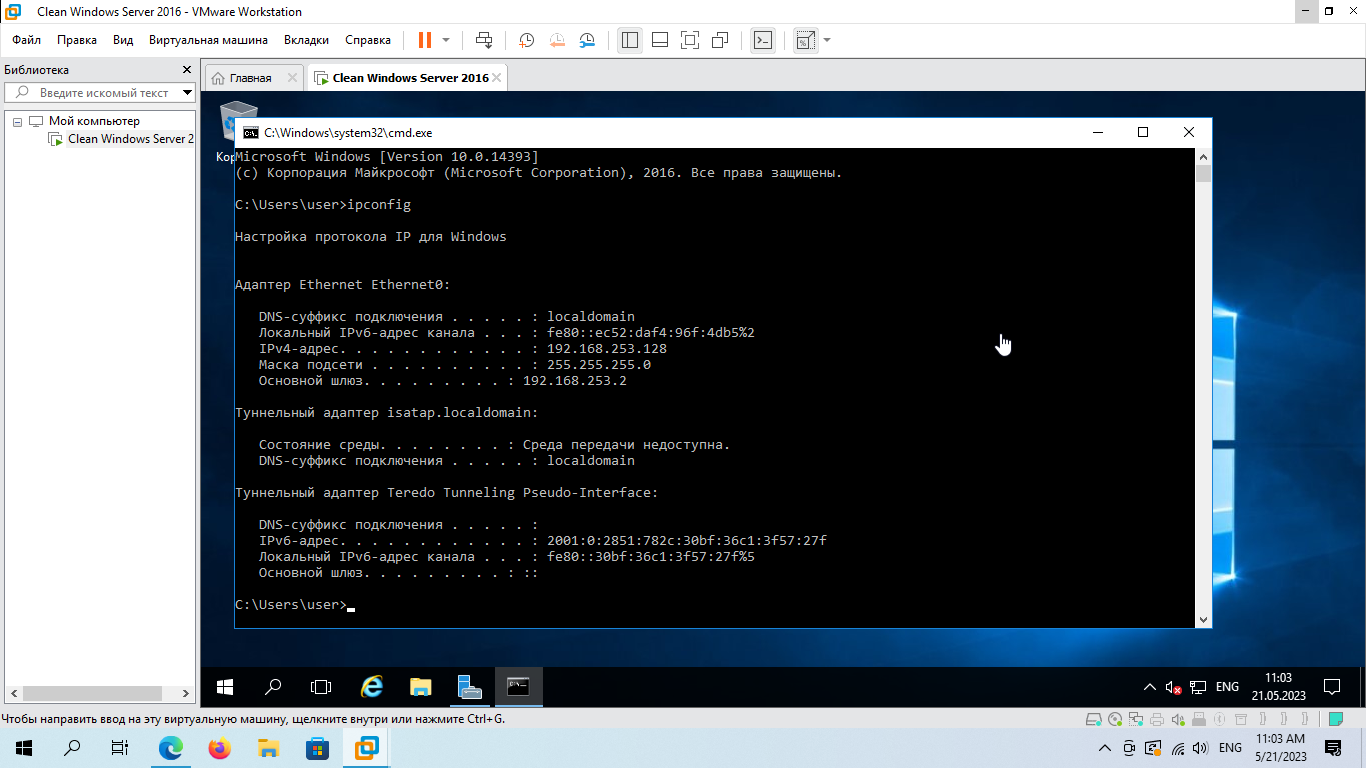 Clean Windows Server 2016 - VMware Workstation
Файл Правка Вид Виртуальная машина Вкладки Справка
Библиотека
Введите искомый текст
Мой компьютер
Clean Windows Server 2
Главная
Clean Windows Server 2016
Кор
C:\Windows\system32\cmd.exe
Microsoft Windows [Version 10.0.14393]
(c) Корпорация Майкрософт (Microsoft Corporation), 2016. Все права защищены.
C:\Users\user>ipconfig
Настройка протокола IP для Windows
Адаптер Ethernet Ethernet0:
DNS-суффикс подключения . . . . . : localdomain
Локальный IPv6-адрес канала . . . : fe80::ec52:daf4:96f:4db5%2
IPv4-адрес. . . . . . . . . . . . : 192.168.253.128
Маска подсети . . . . . . . . . . : 255.255.255.0
Основной шлюз. . . . . . . . . : 192.168.253.2
Туннельный адаптер isatap.localdomain:
Состояние среды. . . . . . . . : Среда передачи недоступна.
DNS-суффикс подключения . . . . . : localdomain
Туннельный адаптер Teredo Tunneling Pseudo-Interface:
DNS-суффикс подключения . . . . . :
IPv6-адрес. . . . . . . . . . . . : 2001:0:2851:782c:30bf:36c1:3f57:27f
Локальный IPv6-адрес канала . . . : fe80::30bf:36c1:3f57:27f%5
Основной шлюз. . . . . . . . . : ::
C:\Users\user>
ENG
11:03
21.05.2023
Чтобы направить ввод на эту виртуальную машину, щелкните внутри или нажмите Ctrl+G.
ENG
11:03 AM
5/21/2023